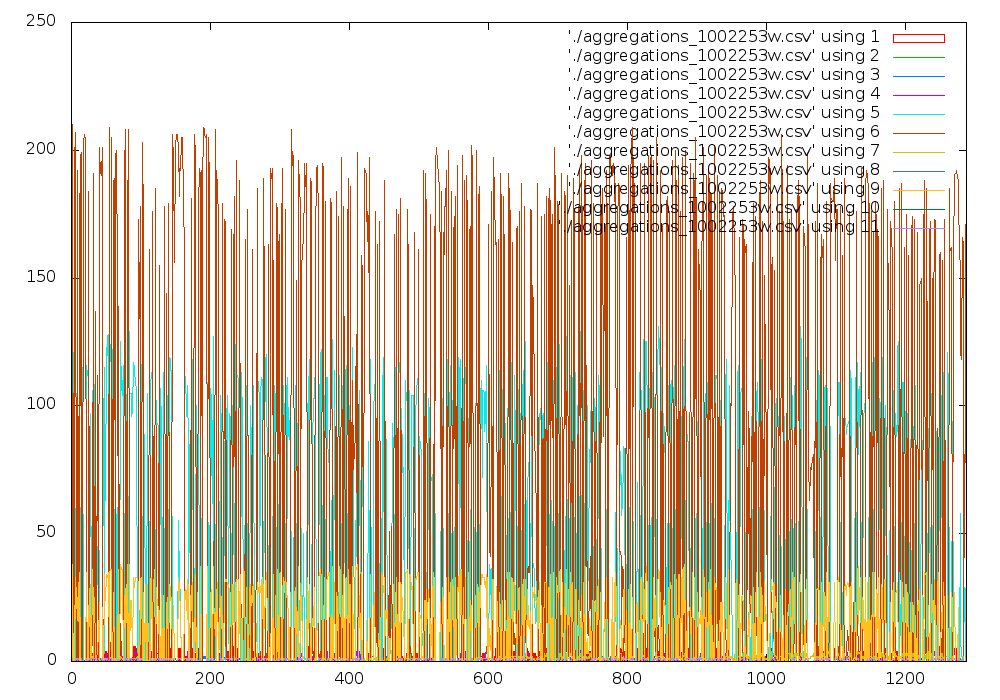 250
200
150
100
50
0
'./aggregations_1002253w.csv' using 1
'./aggregations_1002253w.csv' using 2
'./aggregations_1002253w.csv' using 3
'./aggregations_1002253w.csv' using 4
'./aggregations_1002253w.csv' using 5
'./aggregations_1002253w.csv' using 6
'./aggregations_1002253w.csv' using 7
'./aggregations_1002253w.csv' using 8
'./aggregations_1002253w.csv' using 9
'./aggregations_1002253w.csv' using 10
'./aggregations_1002253w.csv' using 11
0 200 400 600 800 1000 1200